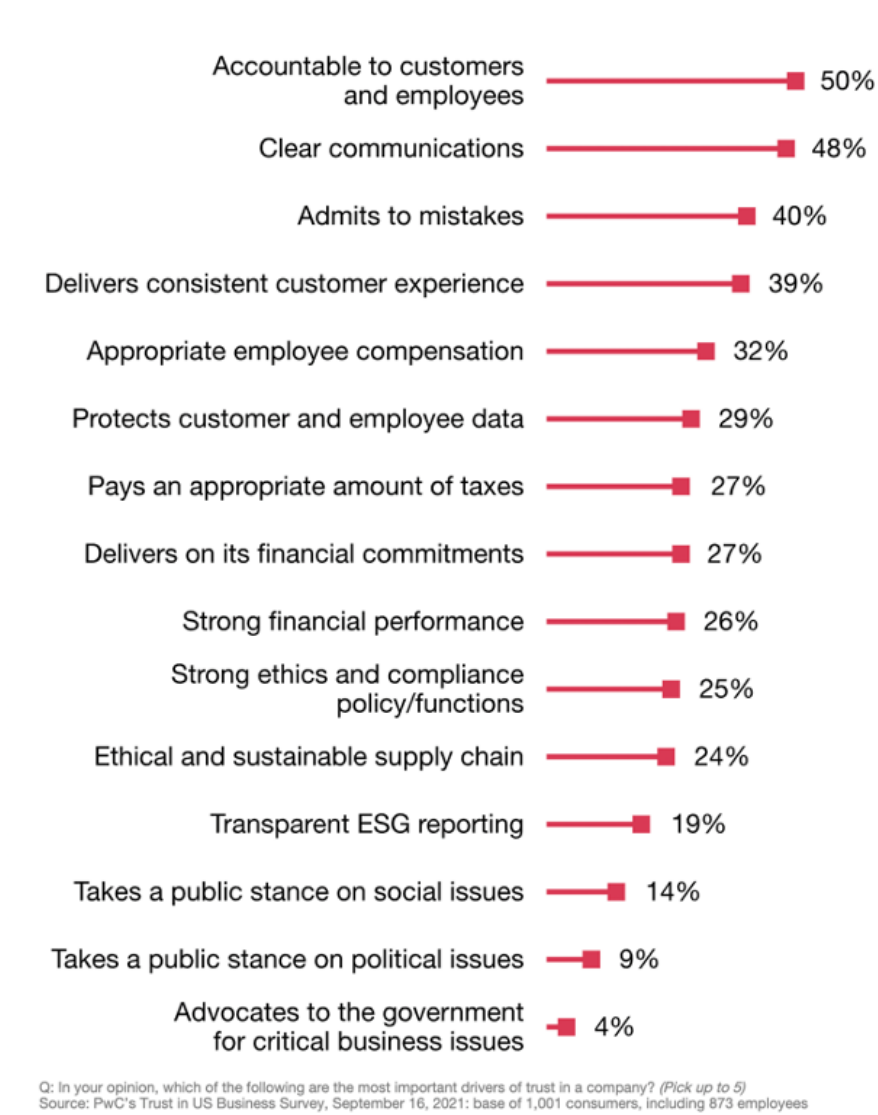 Accountable to customers
and employees
50%
Clear communications
48%
Admits to mistakes
40%
Delivers consistent customer experience
39%
Appropriate employee compensation
32%
Protects customer and employee data
29%
Pays an appropriate amount of taxes
27%
Delivers on its financial commitments
27%
Strong financial performance
26%
Strong ethics and compliance
policy/functions
25%
Ethical and sustainable supply chain
24%
Transparent ESG reporting
19%
Takes a public stance on social issues
14%
Takes a public stance on political issues
9%
Advocates to the government
for critical business issues
4%
Q: In your opinion, which of the following are the most important drivers of trust in a company? (Pick up to 5)
Source: PwC's Trust in US Business Survey, September 16, 2021: base of 1,001 consumers, including 873 employees